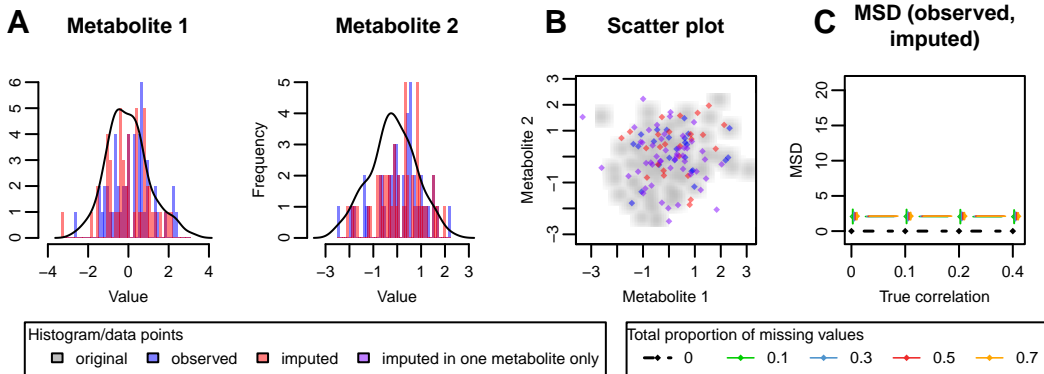 A
Metabolite 1
Metabolite 2
B
Scatter plot
C
MSD (observed,
imputed)
0 1 2 3 4 5 6
−4 −2 0 2 4
Value
Frequency
0 1 2 3 4 5
−3 −1 1 3
Value
Metabolite 2
−3 −1 1 2 3
−3 −1 1 2 3
Metabolite 1
MSD
0 5 10 15 20
0 0.1 0.2 0.4
True correlation
Histogram/data points
original observed imputed imputed in one metabolite only
Total proportion of missing values
0 0.1 0.3 0.5 0.7